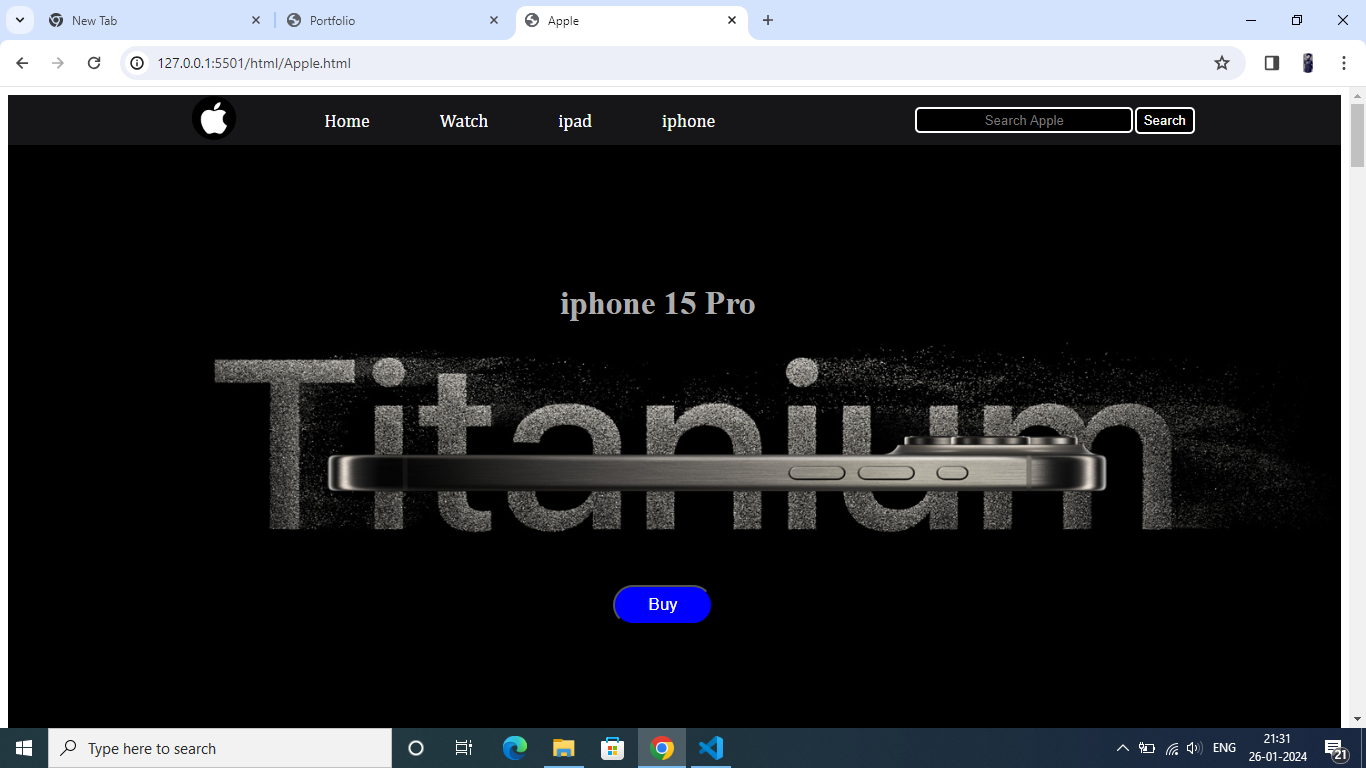 New Tab
Portfolio
Apple
127.0.0.1:5501/html/Apple.html
Home Watch ipad iphone Search Apple Search
iphone 15 Pro
Titanium
Buy
Type here to search
ENG
21:31
26-01-2024
21